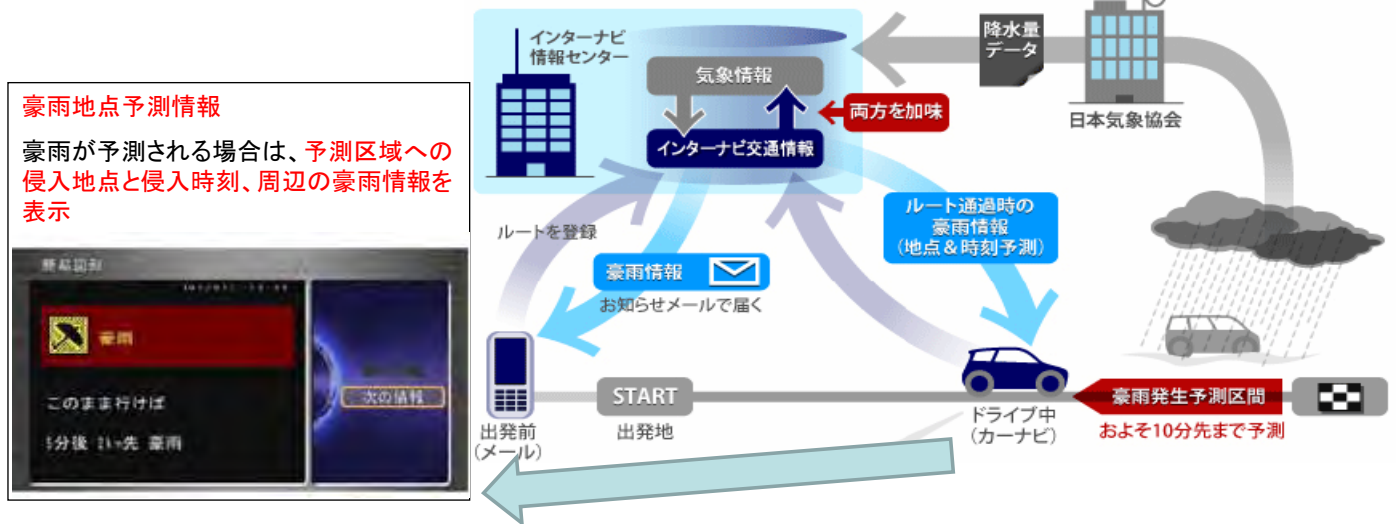 豪雨地点予測情報
豪雨が予測される場合は、予測区域への
侵入地点と侵入時刻、周辺の豪雨情報を
表示
豪雨
このまま行けば
5分後 2km先 豪雨
次の情報
インターナビ
情報センター
気象情報
インターナビ交通情報
両方を加味
降水量
データ
日本気象協会
ルートを登録
豪雨情報
お知らせメールで届く
ルート通過時の
豪雨情報
(地点&時刻予測)
出発前
(メール)
START
出発地
ドライブ中
(カーナビ)
豪雨発生予測区間
およそ10分先まで予測